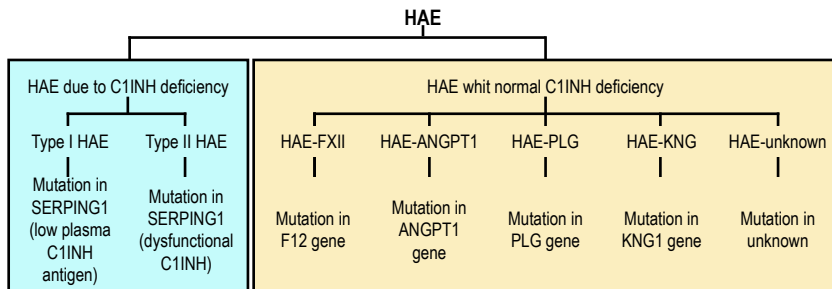 HAE
HAE due to C1INH deficiency
HAE whit normal C1INH deficiency
Type I HAE
Type II HAE
HAE-FXII
HAE-ANGPT1
HAE-PLG
HAE-KNG
HAE-unknown
Mutation in
SERPING1
(low plasma
C1INH
antigen)
Mutation in
SERPING1
(dysfunctional
C1INH)
Mutation in
F12 gene
Mutation in
ANGPT1
gene
Mutation in
PLG gene
Mutation in
KNG1 gene
Mutation in
unknown